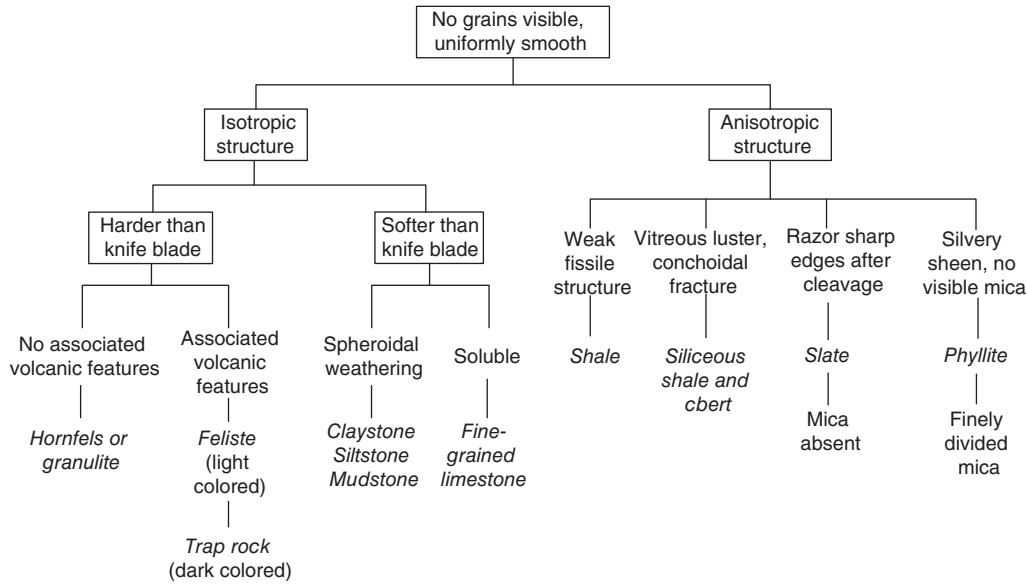 No grains visible,
uniformly smooth
Isotropic
structure
Anisotropic
structure
Harder than
knife blade
Softer than
knife blade
Weak
fissile
structure
Vitreous luster,
conchoidal
fracture
Razor sharp
edges after
cleavage
Silvery
sheen, no
visible mica
No associated
volcanic features
Associated
volcanic
features
Spheroidal
weathering
Soluble
Shale
Siliceous
shale and
cbert
Slate
Phyllite
Hornfels or
granulite
Feliste
(light
colored)
Claystone
Siltstone
Mudstone
Fine-
grained
limestone
Mica
absent
Finely
divided
mica
Trap rock
(dark colored)